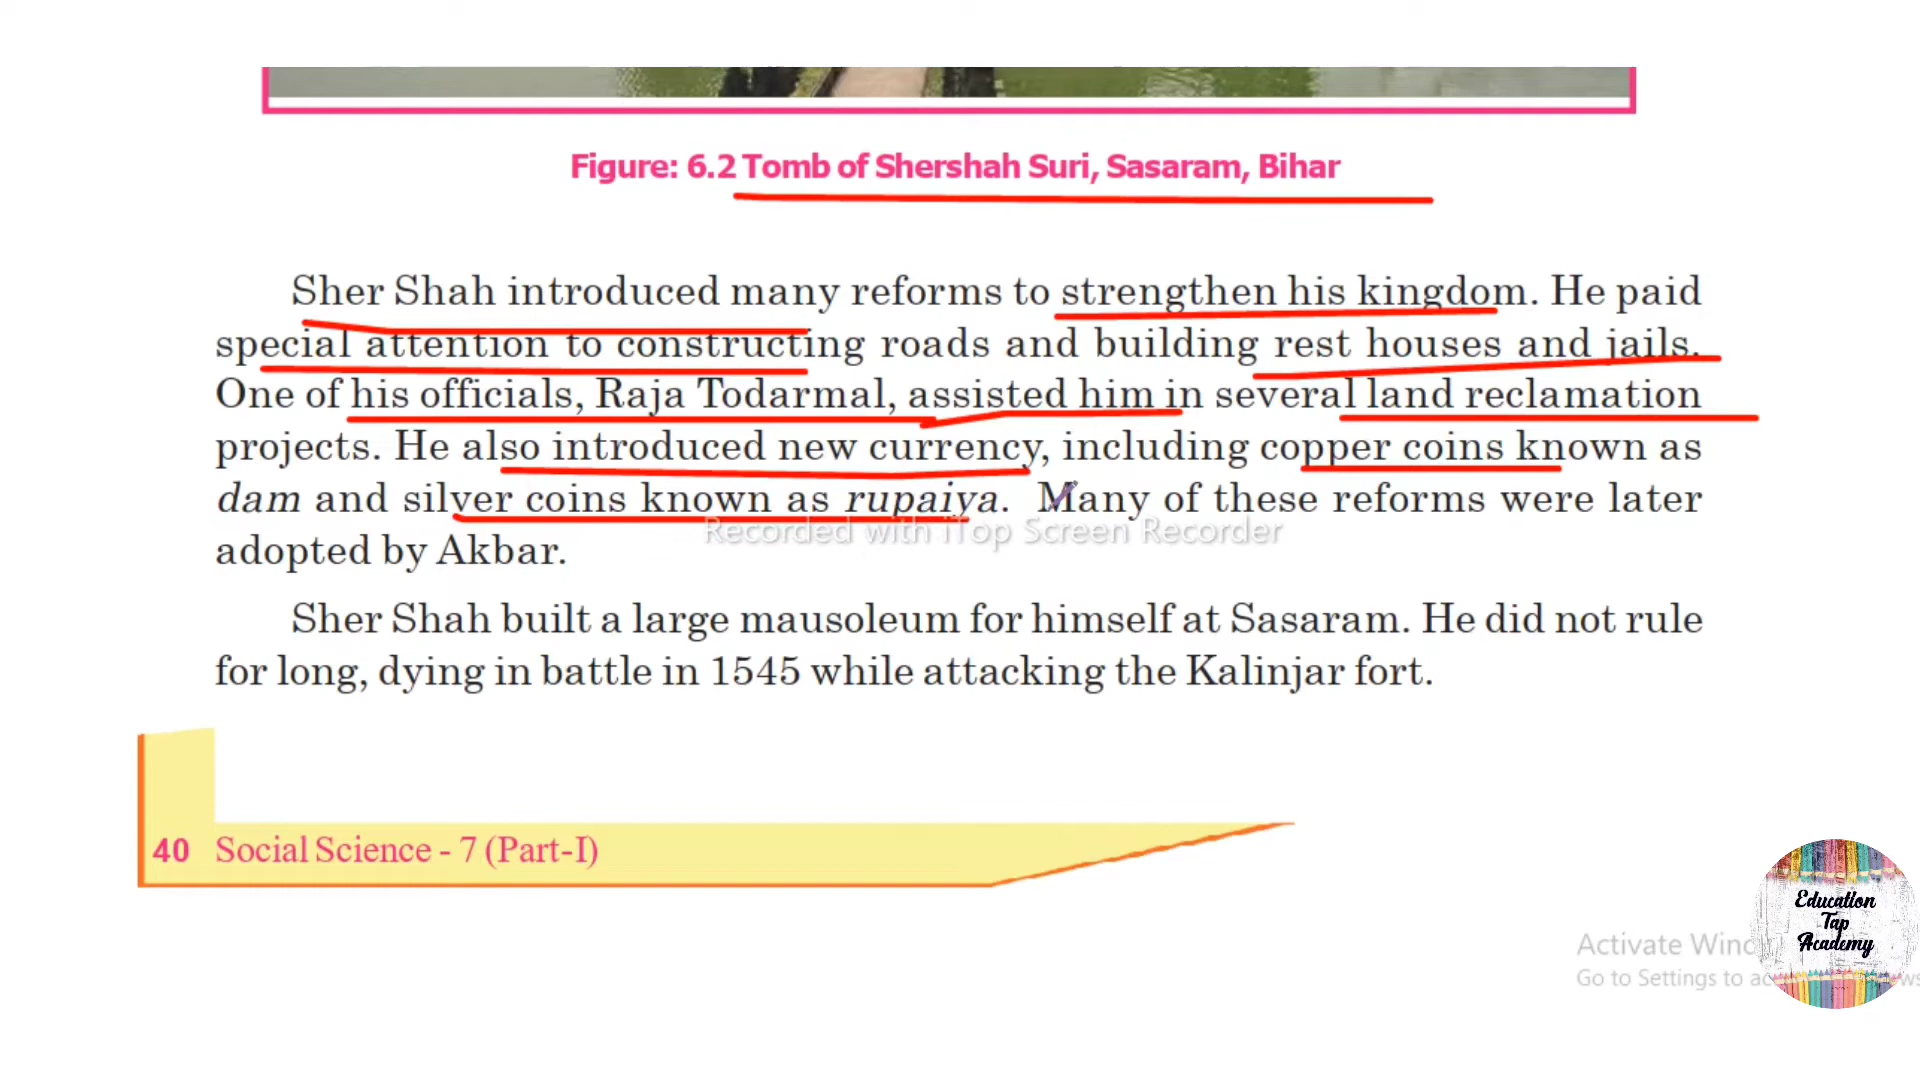 Figure: 6.2 Tomb of Shershah Suri, Sasaram, Bihar
Sher Shah introduced many reforms to strengthen his kingdom. He paid
special attention to constructing roads and building rest houses and jails.
One of his officials, Raja Todarmal, assisted him in several land reclamation
projects. He also introduced new currency, including copper coins known as
dam and silver coins known as rupaiya. Many of these reforms were later
Recorded with iTop Screen Recorder
adopted by Akbar.
Sher Shah built a large mausoleum for himself at Sasaram. He did not rule
for long, dying in battle in 1545 while attacking the Kalinjar fort.
40 Social Science - 7 (Part-I)
Education
Tap
Academy
Activate
Go to Settings to